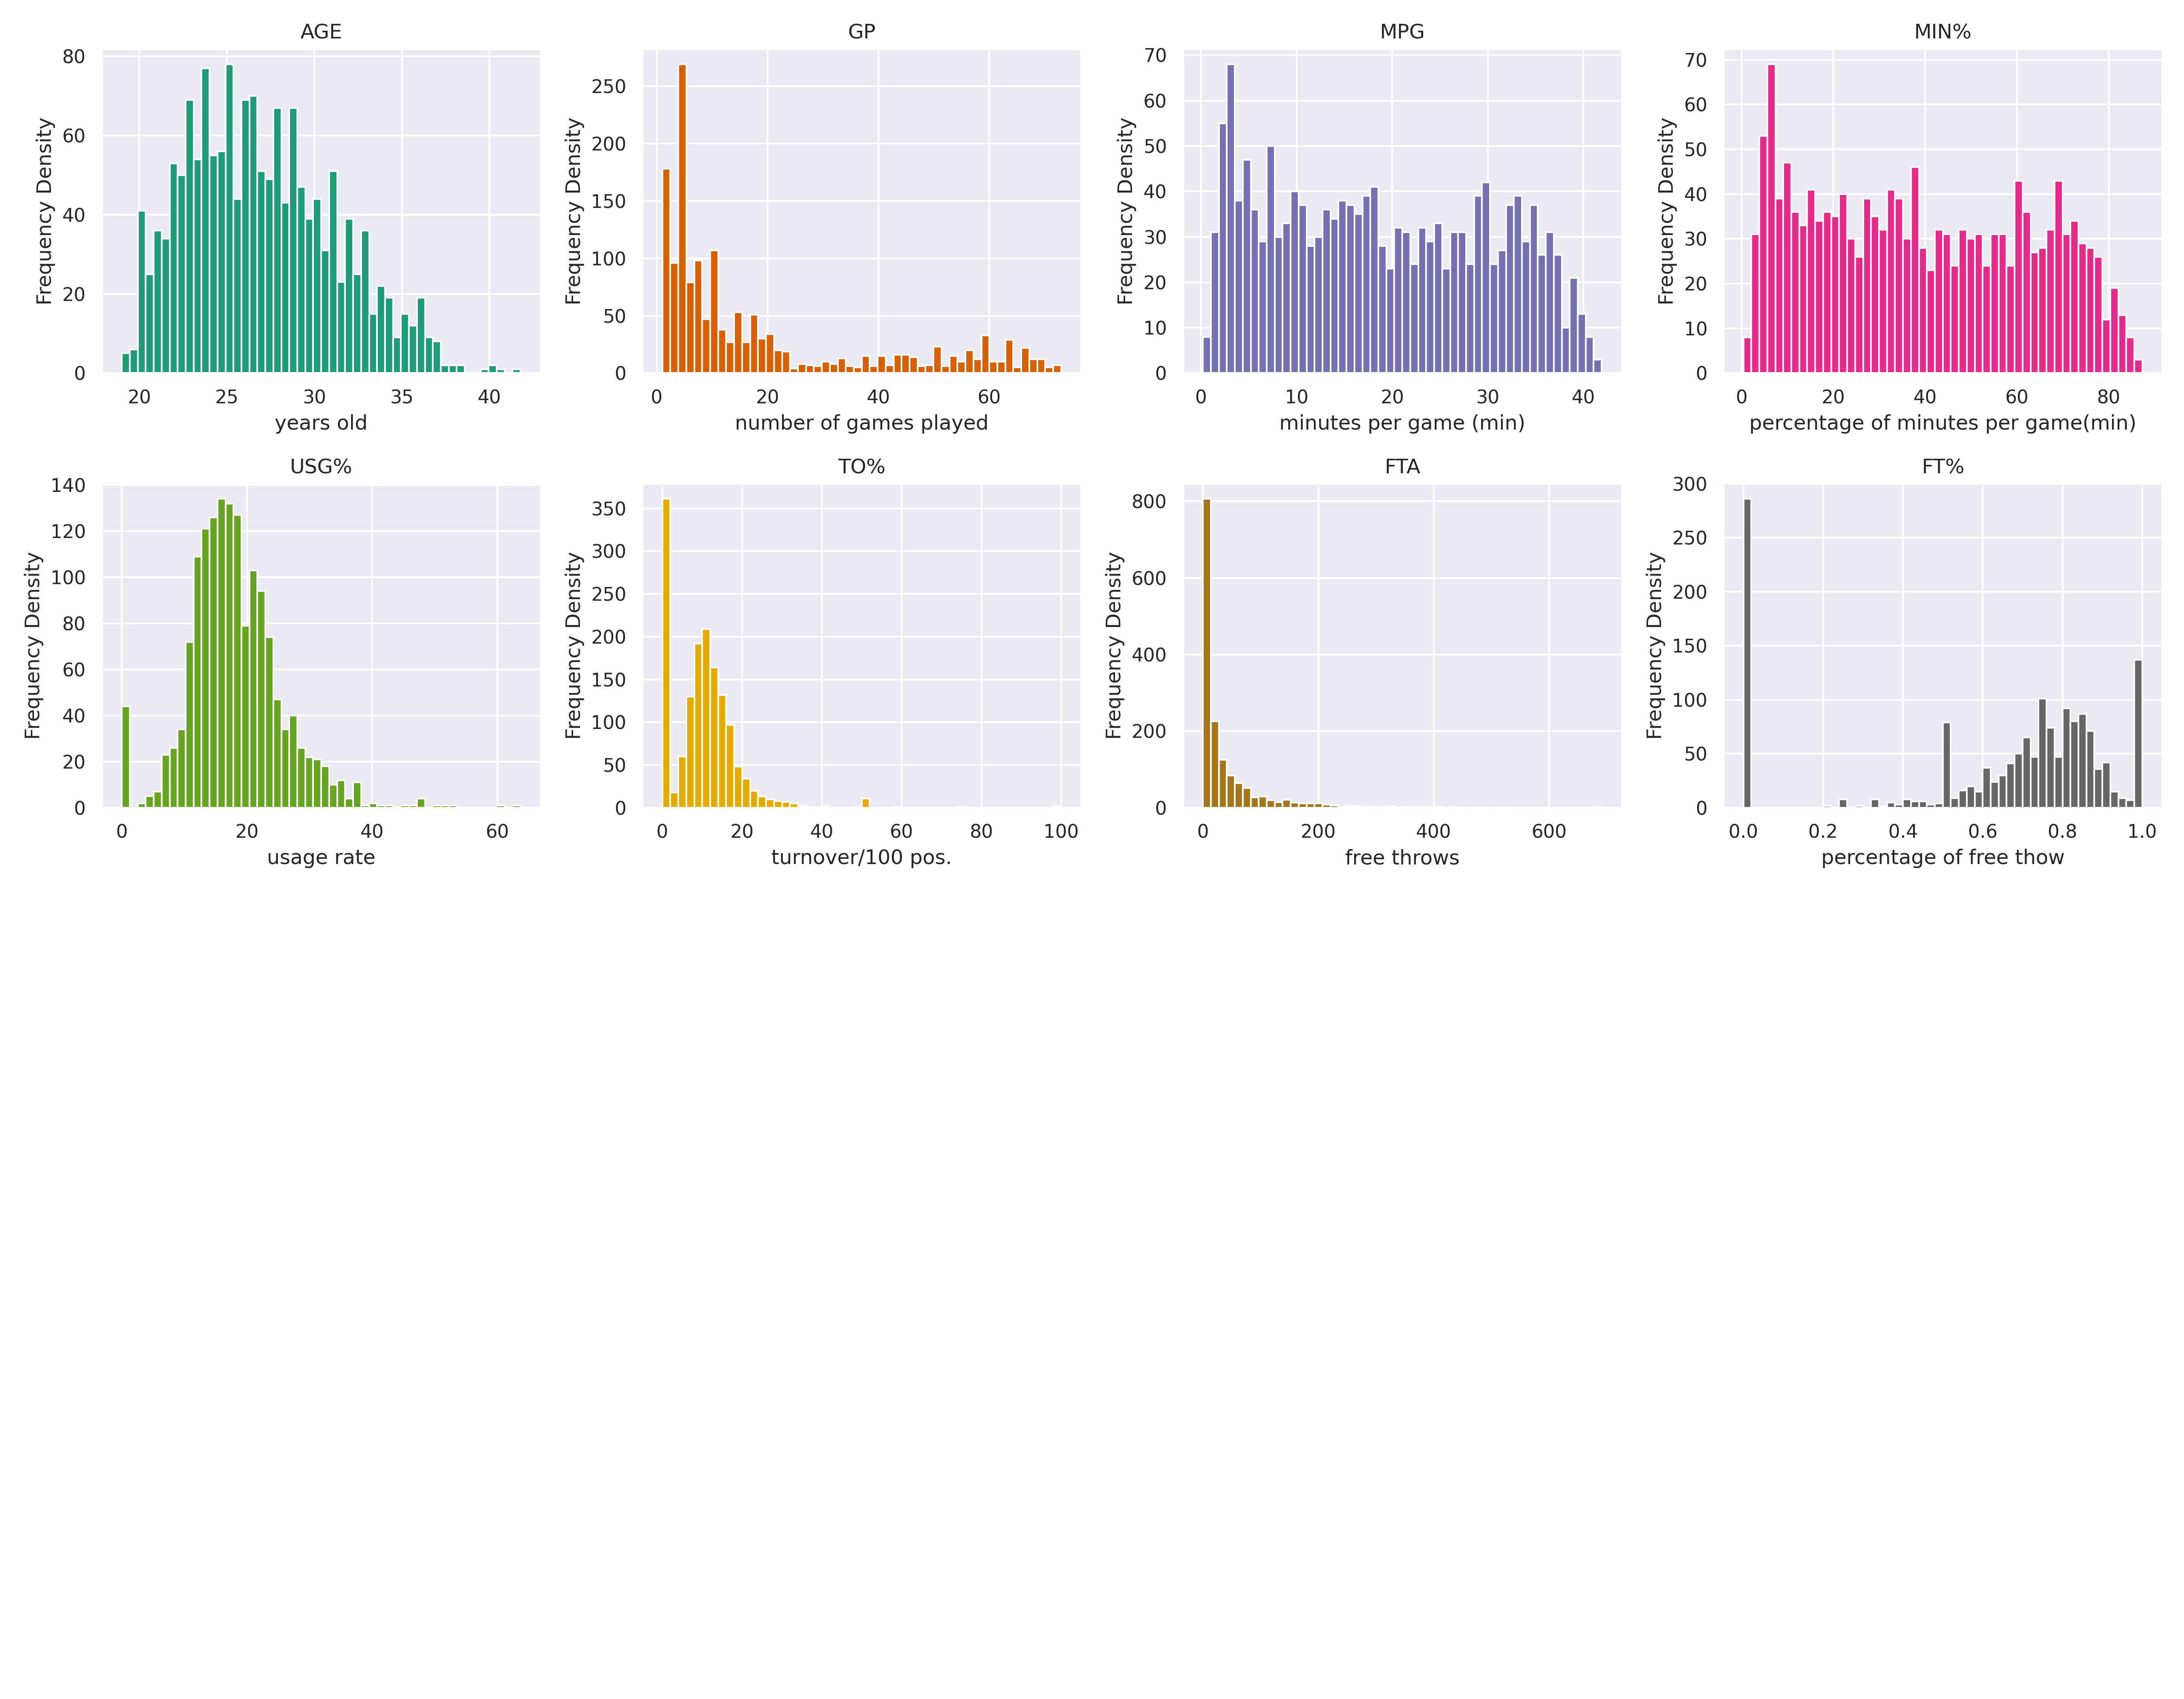 AGE
80
60
40
20
0
Frequency Density
20 25 30 35 40
years old
GP
250
200
150
100
50
0
Frequency Density
0 20 40 60
number of games played
MPG
70
60
50
40
30
20
10
0
Frequency Density
0 10 20 30 40
minutes per game (min)
MIN%
70
60
50
40
30
20
10
0
Frequency Density
0 20 40 60 80
percentage of minutes per game(min)
USG%
140
120
100
80
60
40
20
0
Frequency Density
0 20 40 60
usage rate
TO%
350
300
250
200
150
100
50
0
Frequency Density
0 20 40 60 80 100
turnover/100 pos.
FTA
800
600
400
200
0
Frequency Density
0 200 400 600
free throws
FT%
300
250
200
150
100
50
0
Frequency Density
0.0 0.2 0.4 0.6 0.8 1.0
percentage of free thow